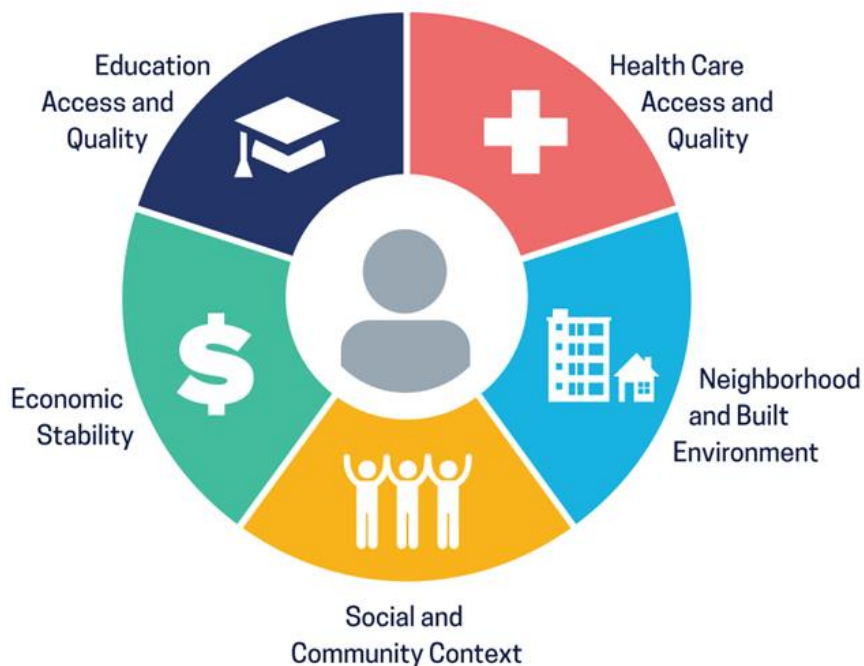 Education
Access and
Quality
Health Care
Access and
Quality
$
Economic
Stability
Neighborhood
and Built
Environment
Social and
Community Context